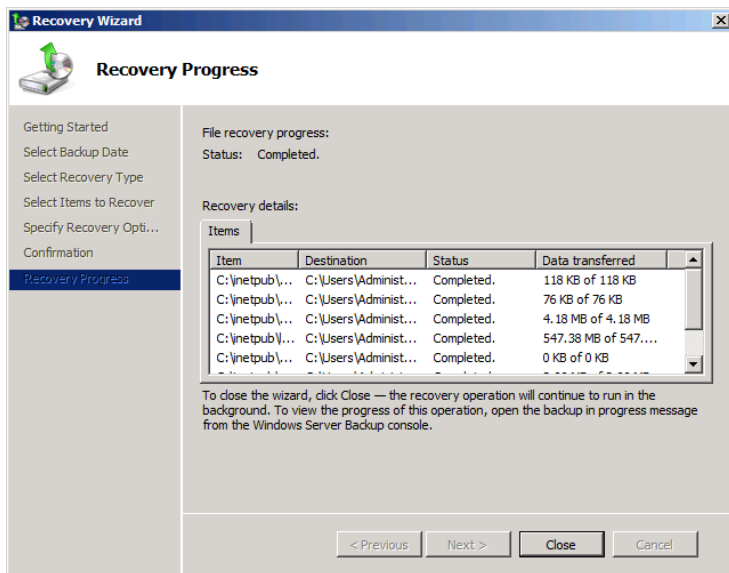 Recovery Wizard
Recovery Progress
Getting Started
Select Backup Date
Select Recovery Type
Select Items to Recover
Specify Recovery Opti...
Confirmation
Recovery Progress
File recovery progress:
Status: Completed.
Recovery details:
Items
Item Destination Status Data transferred
C:\inetpub\... C:\Users\Administ... Completed. 118 KB of 118 KB
C:\inetpub\... C:\Users\Administ... Completed. 76 KB of 76 KB
C:\inetpub\... C:\Users\Administ... Completed. 4.18 MB of 4.18 MB
C:\inetpub\l... C:\Users\Administ... Completed. 547.38 MB of 547....
C:\inetpub\... C:\Users\Administ... Completed. 0 KB of 0 KB
To close the wizard, click Close — the recovery operation will continue to run in the
background. To view the progress of this operation, open the backup in progress message
from the Windows Server Backup console.
< Previous Next > Close Cancel